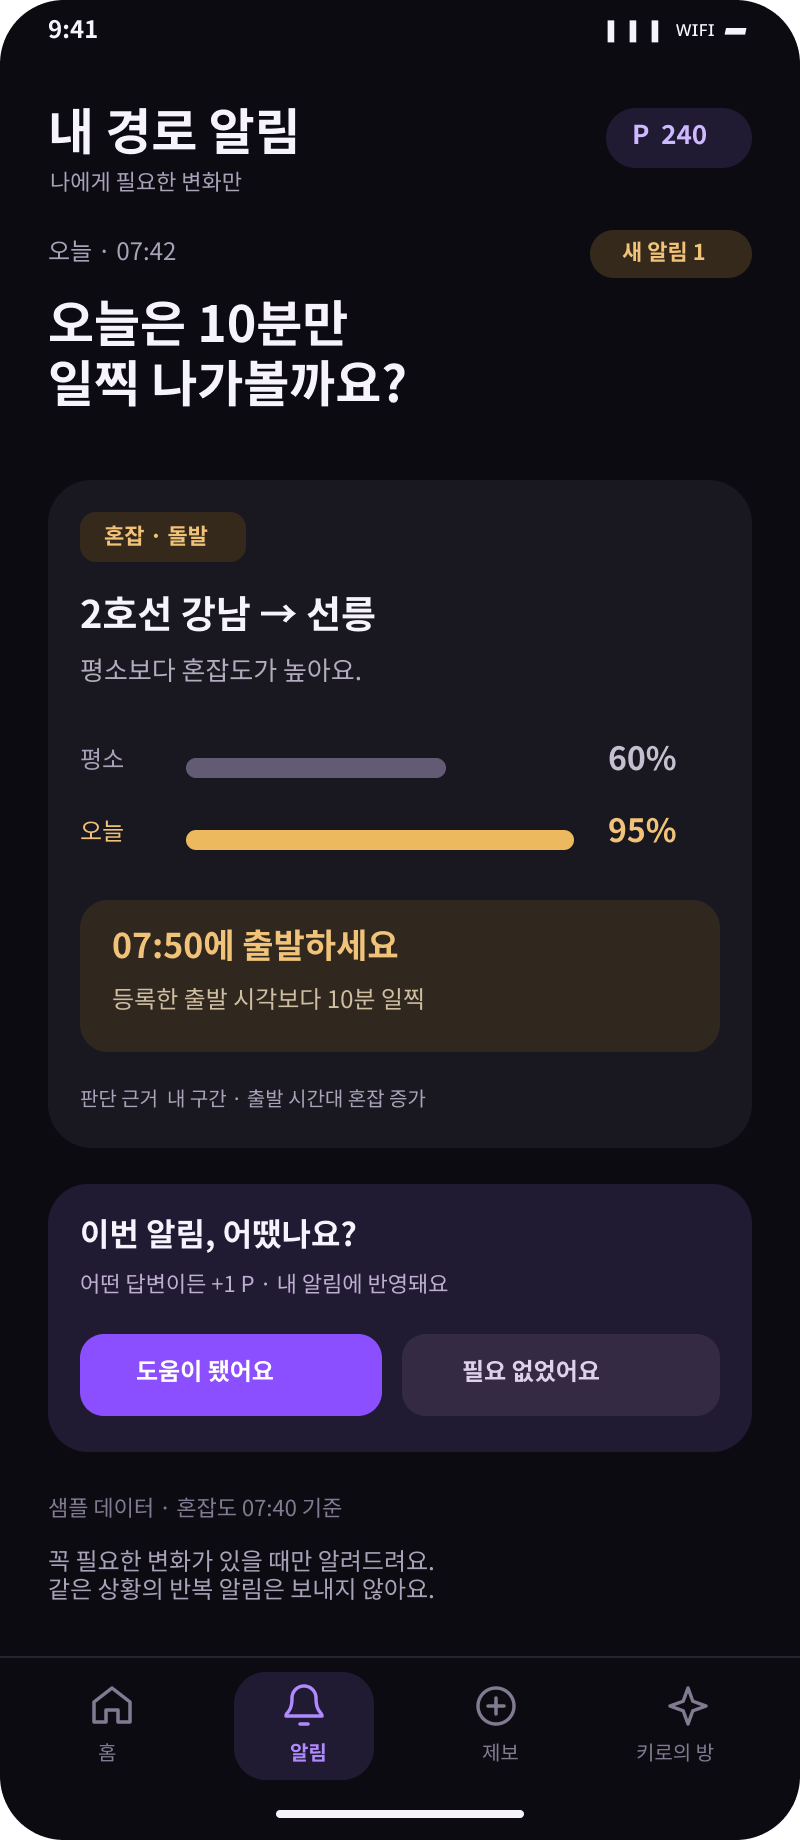 9:41
WIFI
내 경로 알림
P 240
나에게 필요한 변화만
오늘 · 07:42
새 알림 1
오늘은 10분만
일찍 나가볼까요?
혼잡 · 돌발
2호선 강남 → 선릉
평소보다 혼잡도가 높아요.
평소
60%
오늘
95%
07:50에 출발하세요
등록한 출발 시각보다 10분 일찍
판단 근거 내 구간 · 출발 시간대 혼잡 증가
이번 알림, 어땠나요?
어떤 답변이든 +1 P · 내 알림에 반영돼요
도움이 됐어요
필요 없었어요
샘플 데이터 · 혼잡도 07:40 기준
꼭 필요한 변화가 있을 때만 알려드려요.
같은 상황의 반복 알림은 보내지 않아요.
홈
알림
제보
키로의 방